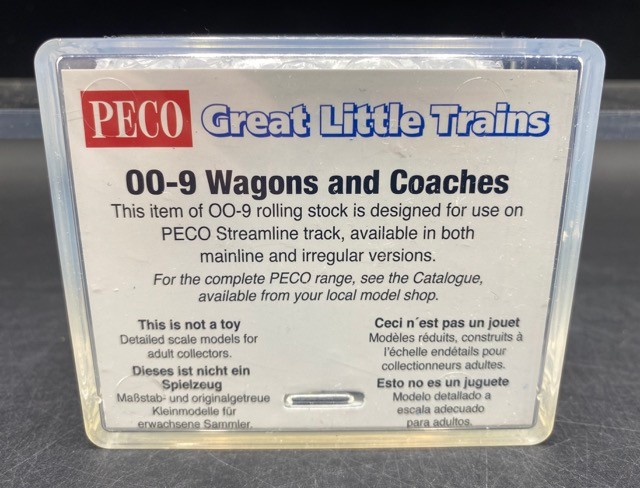 PECO Great Little Trains
OO-9 Wagons and Coaches
This item of OO-9 rolling stock is designed for use on
PECO Streamline track, available in both
mainline and irregular versions.
For the complete PECO range, see the Catalogue,
available from your local model shop.
This is not a toy
Detailed scale models for
adult collectors.
Dieses ist nicht ein
Spielzeug
Maßstab- und originalgetreue
Kleinmodelle für
erwachsene Sammler.
Ceci n´est pas un jouet
Modèles réduits, construits à
l'échelle endétails pour
collectionneurs adultes.
Esto no es un juguete
Modelo detallado a
escala adecuado
para adultos.